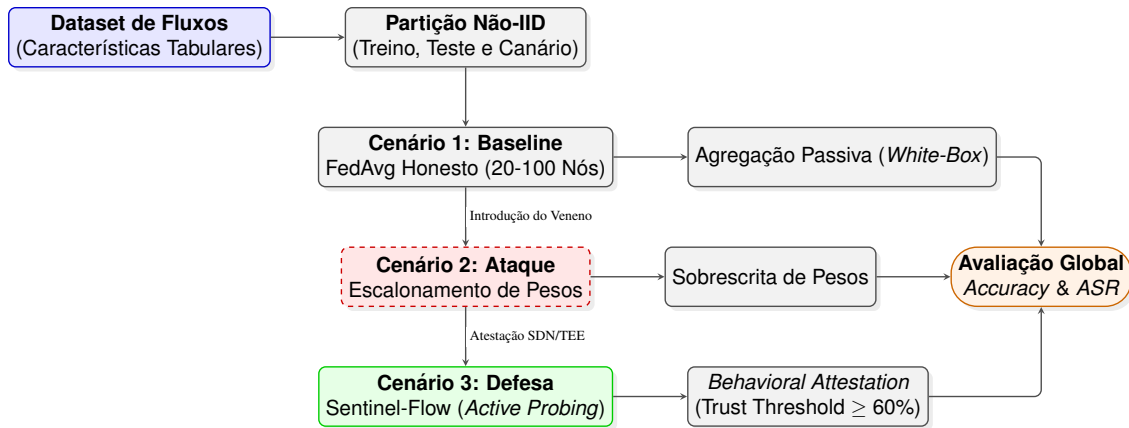 Dataset de Fluxos
(Características Tabulares)
Partição Não-IID
(Treino, Teste e Canário)
Cenário 1: Baseline
FedAvg Honesto (20-100 Nós)
Agregação Passiva (White-Box)
Introdução do Veneno
Cenário 2: Ataque
Escalonamento de Pesos
Sobrescrita de Pesos
Avaliação Global
Accuracy & ASR
Atestação SDN/TEE
Cenário 3: Defesa
Sentinel-Flow (Active Probing)
Behavioral Attestation
(Trust Threshold ≥ 60%)